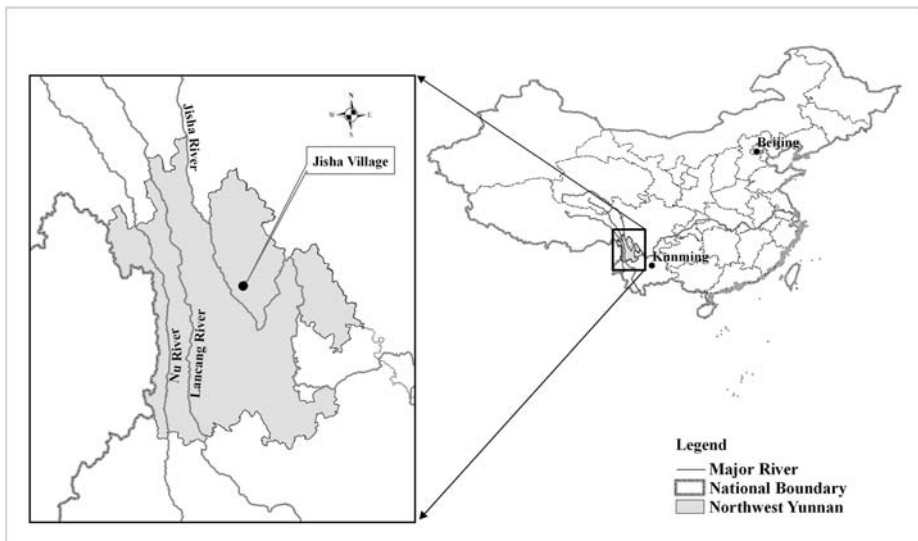 N
W
E
S
Jisha River
Jisha Village
Nu River
Lancang River
Beijing
Kunming
Legend
Major River
National Boundary
Northwest Yunnan